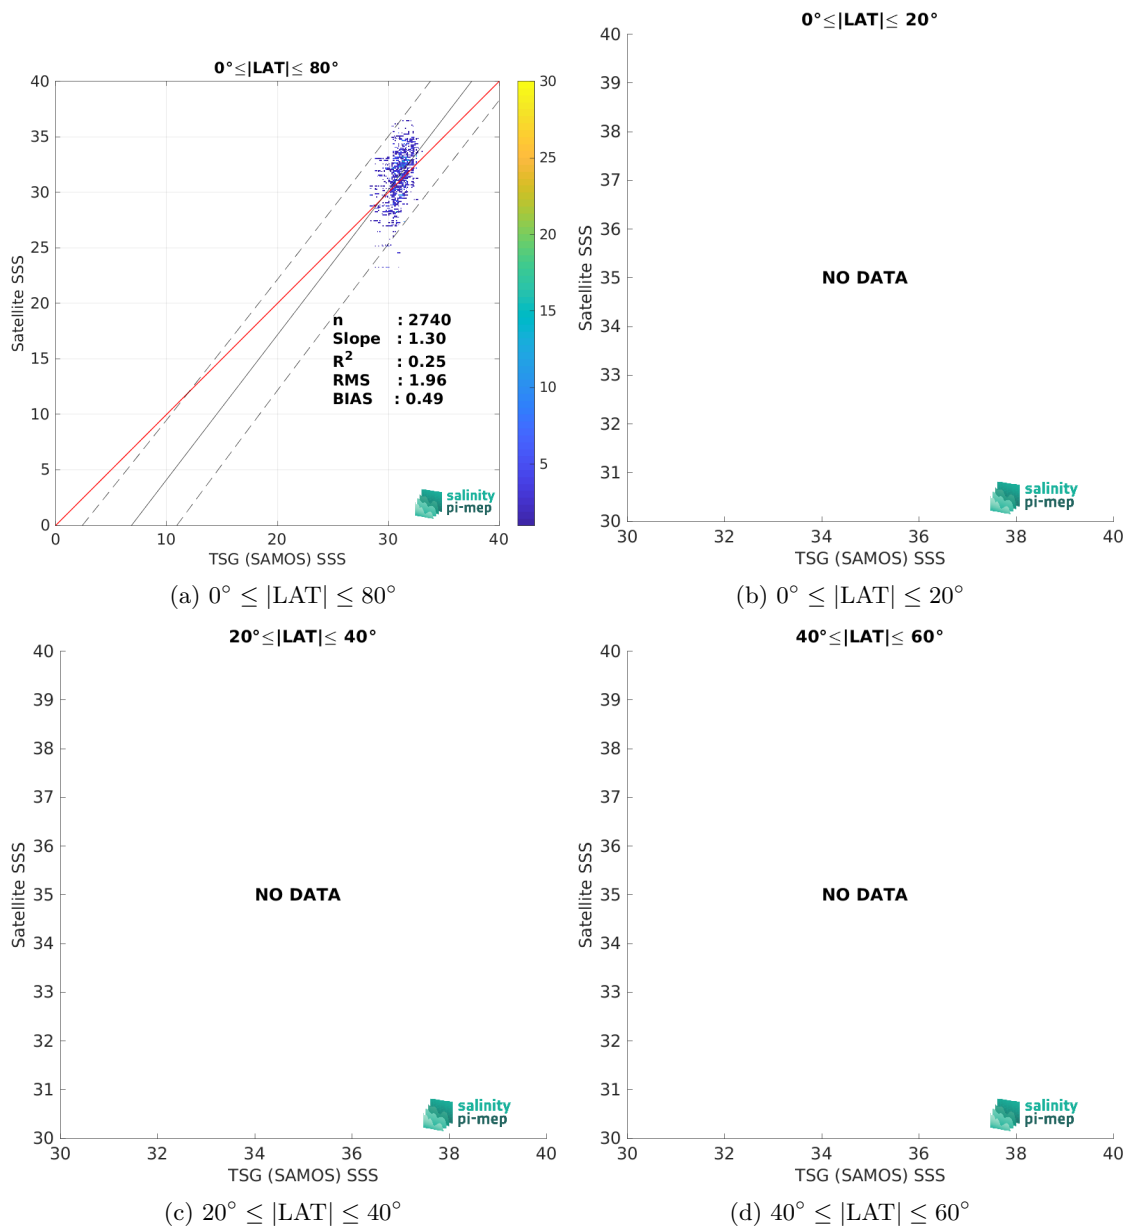 0°≤|LAT|≤ 80°
40
35
30
25
20
15
10
5
0
Satellite SSS
0
10
20
30
40
TSG (SAMOS) SSS
n : 2740
Slope : 1.30
R² : 0.25
RMS : 1.96
BIAS : 0.49
salinity
pi-mep
30
25
20
15
10
5
(a) 0° ≤ |LAT| ≤ 80°
0°≤|LAT|≤ 20°
40
39
38
37
36
35
34
33
32
31
30
Satellite SSS
NO DATA
salinity
pi-mep
30
32
34
36
38
40
TSG (SAMOS) SSS
(b) 0° ≤ |LAT| ≤ 20°
20°≤|LAT|≤ 40°
40
39
38
37
36
35
34
33
32
31
30
Satellite SSS
NO DATA
salinity
pi-mep
30
32
34
36
38
40
TSG (SAMOS) SSS
(c) 20° ≤ |LAT| ≤ 40°
40°≤|LAT|≤ 60°
40
39
38
37
36
35
34
33
32
31
30
Satellite SSS
NO DATA
salinity
pi-mep
30
32
34
36
38
40
TSG (SAMOS) SSS
(d) 40° ≤ |LAT| ≤ 60°